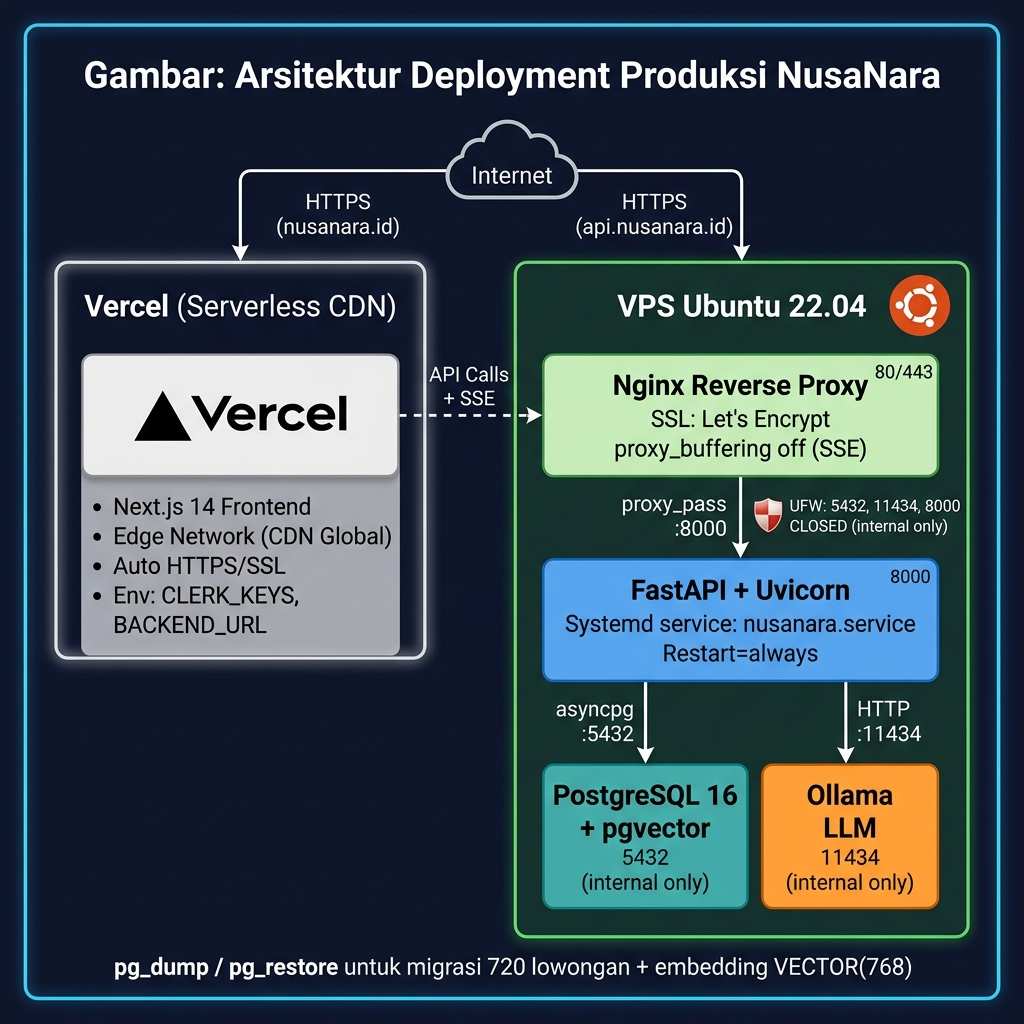 Gambar: Arsitektur Deployment Produksi NusaNara
Internet
HTTPS
(nusanara.id)
HTTPS
(api.nusanara.id)
Vercel (Serverless CDN)
Vercel
• Next.js 14 Frontend
• Edge Network (CDN Global)
• Auto HTTPS/SSL
• Env: CLERK_KEYS,
BACKEND_URL
API Calls
+ SSE
VPS Ubuntu 22.04
80/443
Nginx Reverse Proxy
SSL: Let's Encrypt
proxy_buffering off (SSE)
proxy_pass
:8000
UFW: 5432, 11434, 8000
CLOSED (internal only)
8000
FastAPI + Uvicorn
Systemd service: nusanara.service
Restart=always
asyncpg
:5432
HTTP
:11434
PostgreSQL 16
+ pgvector
5432
(internal only)
Ollama
LLM
11434
(internal only)
pg_dump / pg_restore untuk migrasi 720 lowongan + embedding VECTOR(768)